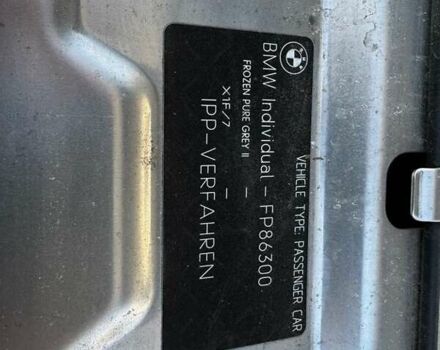 VEHICLE TYPE: PASSENGER CAR
BMW Individual - FP86300
FROZEN PURE GREY II -
X1F/7 -
IPP-VERFAHREN